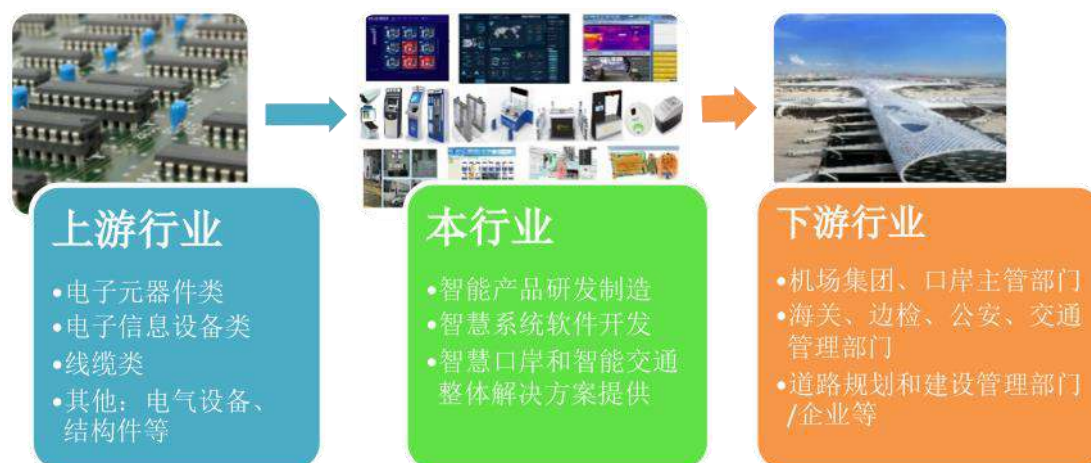 上游行业
•电子元器件类
•电子信息设备类
•线缆类
•其他：电气设备、
结构件等
本行业
•智能产品研发制造
•智慧系统软件开发
•智慧口岸和智能交通
整体解决方案提供
下游行业
•机场集团、口岸主管部门
•海关、边检、公安、交通
管理部门
•道路规划和建设管理部门
/企业等